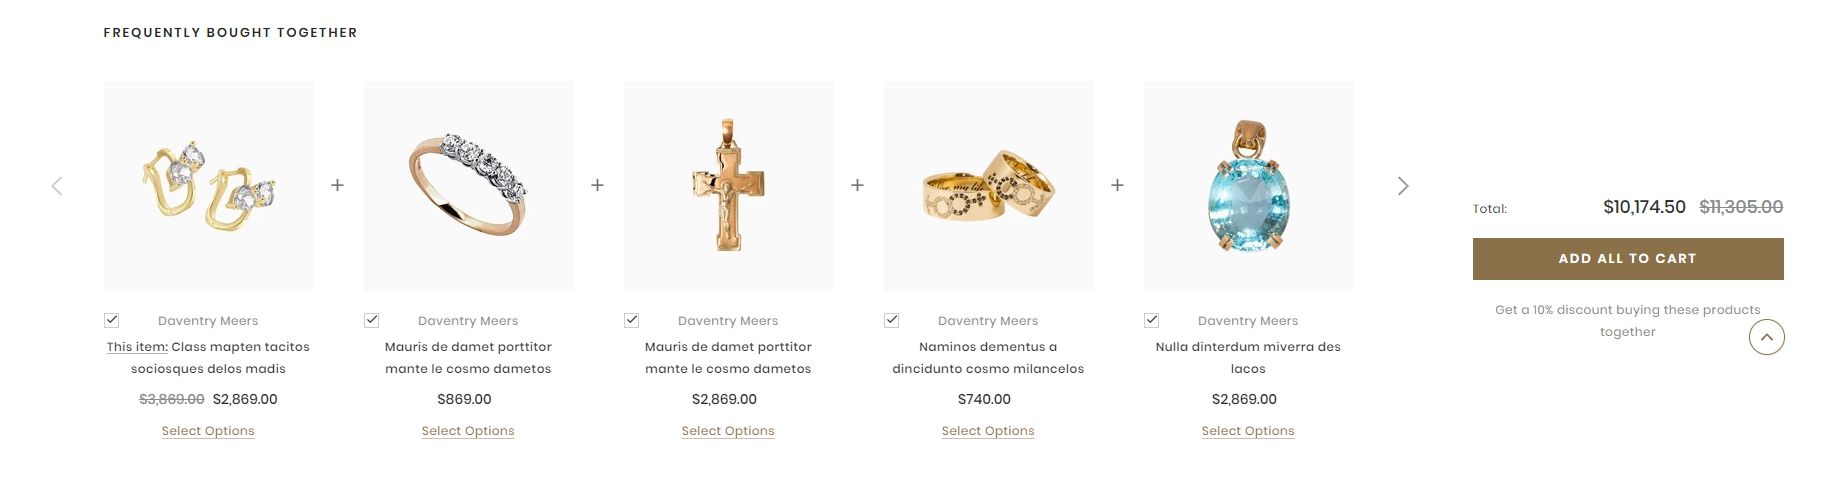 FREQUENTLY BOUGHT TOGETHER
+
+
+
+
Total: $10,174.50 $11,305.00
ADD ALL TO CART
Get a 10% discount buying these products
together
Daventry Meers
This item: Class mapten tacitos
sociosques delos madis
$3,869.00 $2,869.00
Select Options
Daventry Meers
Mauris de damet porttitor
mante le cosmo dametos
$869.00
Select Options
Daventry Meers
Mauris de damet porttitor
mante le cosmo dametos
$2,869.00
Select Options
Daventry Meers
Naminos dementus a
dincidunto cosmo milancelos
$740.00
Select Options
Daventry Meers
Nulla dinterdum miverra des
lacos
$2,869.00
Select Options